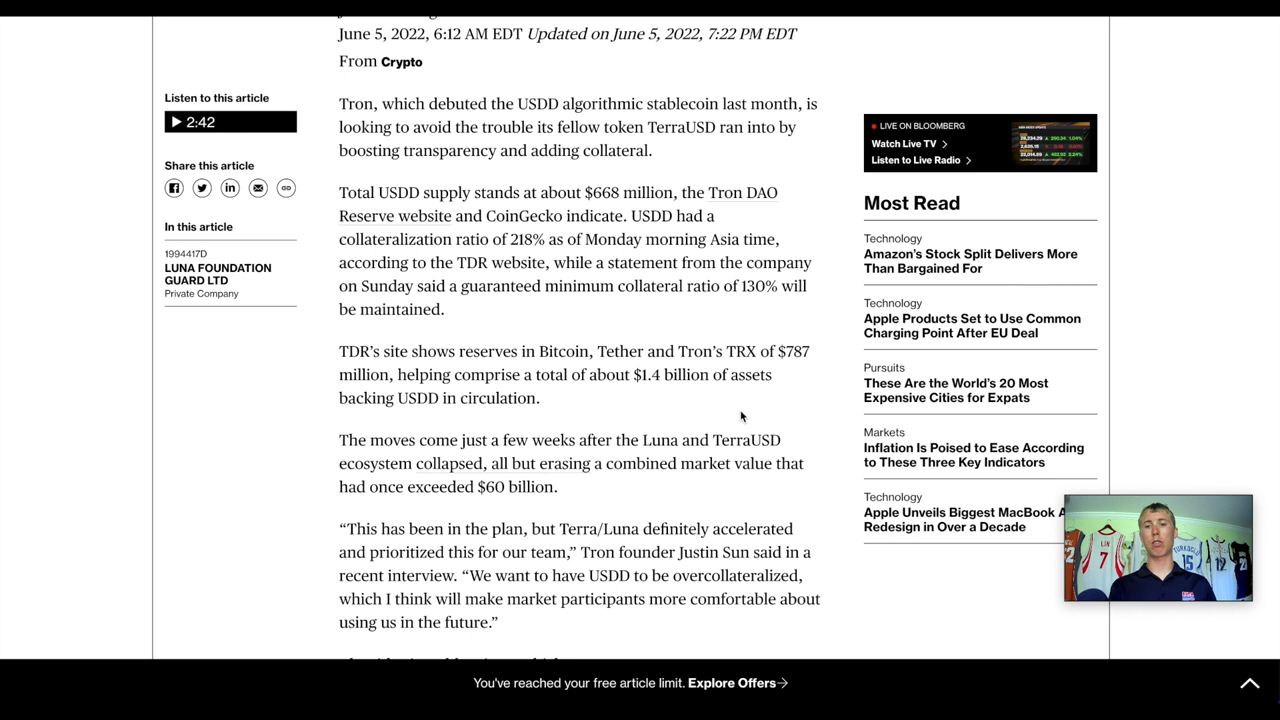 June 5, 2022, 6:12 AM EDT Updated on June 5, 2022, 7:22 PM EDT
From Crypto
Listen to this article
2:42
Share this article
in
In this article
1994417D
LUNA FOUNDATION
GUARD LTD
Private Company
Tron, which debuted the USDD algorithmic stablecoin last month, is
looking to avoid the trouble its fellow token TerraUSD ran into by
boosting transparency and adding collateral.
Total USDD supply stands at about $668 million, the Tron DAO
Reserve website and CoinGecko indicate. USDD had a
collateralization ratio of 218% as of Monday morning Asia time,
according to the TDR website, while a statement from the company
on Sunday said a guaranteed minimum collateral ratio of 130% will
be maintained.
TDR’s site shows reserves in Bitcoin, Tether and Tron’s TRX of $787
million, helping comprise a total of about $1.4 billion of assets
backing USDD in circulation.
The moves come just a few weeks after the Luna and TerraUSD
ecosystem collapsed, all but erasing a combined market value that
had once exceeded $60 billion.
“This has been in the plan, but Terra/Luna definitely accelerated
and prioritized this for our team,” Tron founder Justin Sun said in a
recent interview. “We want to have USDD to be overcollateralized,
which I think will make market participants more comfortable about
using us in the future.”
LIVE ON BLOOMBERG
Watch Live TV
Listen to Live Radio
Most Read
Technology
Amazon’s Stock Split Delivers More
Than Bargained For
Technology
Apple Products Set to Use Common
Charging Point After EU Deal
Pursuits
These Are the World’s 20 Most
Expensive Cities for Expats
Markets
Inflation Is Poised to Ease According
to These Three Key Indicators
Technology
Apple Unveils Biggest MacBook A
Redesign in Over a Decade
LIN
7
15
You've reached your free article limit. Explore Offers